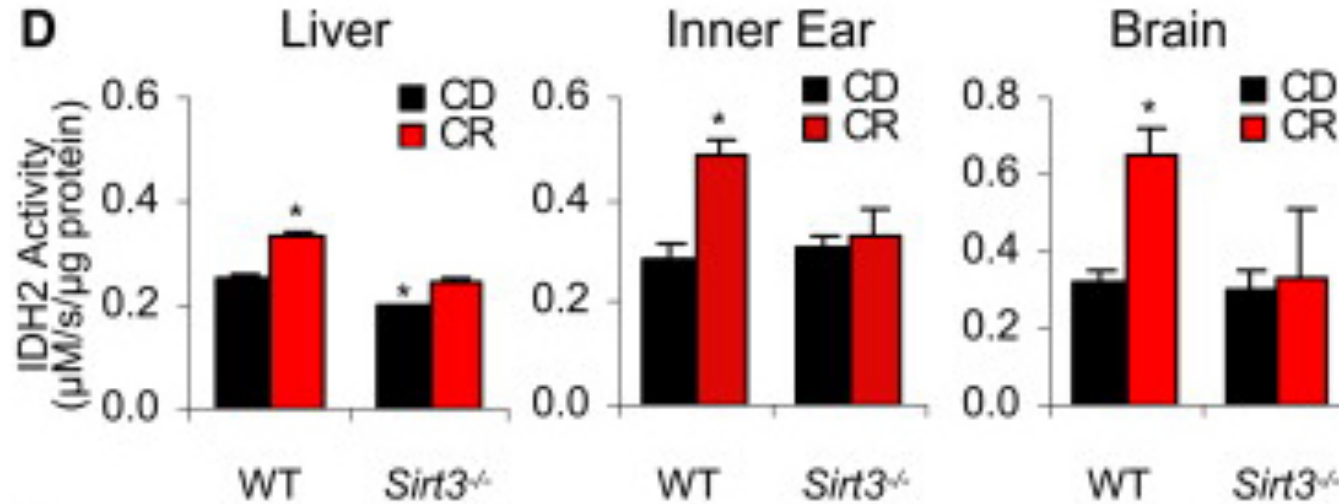 D
Liver
Inner Ear
Brain
IDH2 Activity
(µM/s/µg protein)
0.6
0.4
0.2
0.0
CD
CR
*
*
WT
Sirt3-/-
0.6
0.4
0.2
0.0
CD
CR
*
WT
Sirt3-/-
0.8
0.6
0.4
0.2
0.0
CD
CR
*
WT
Sirt3-/-